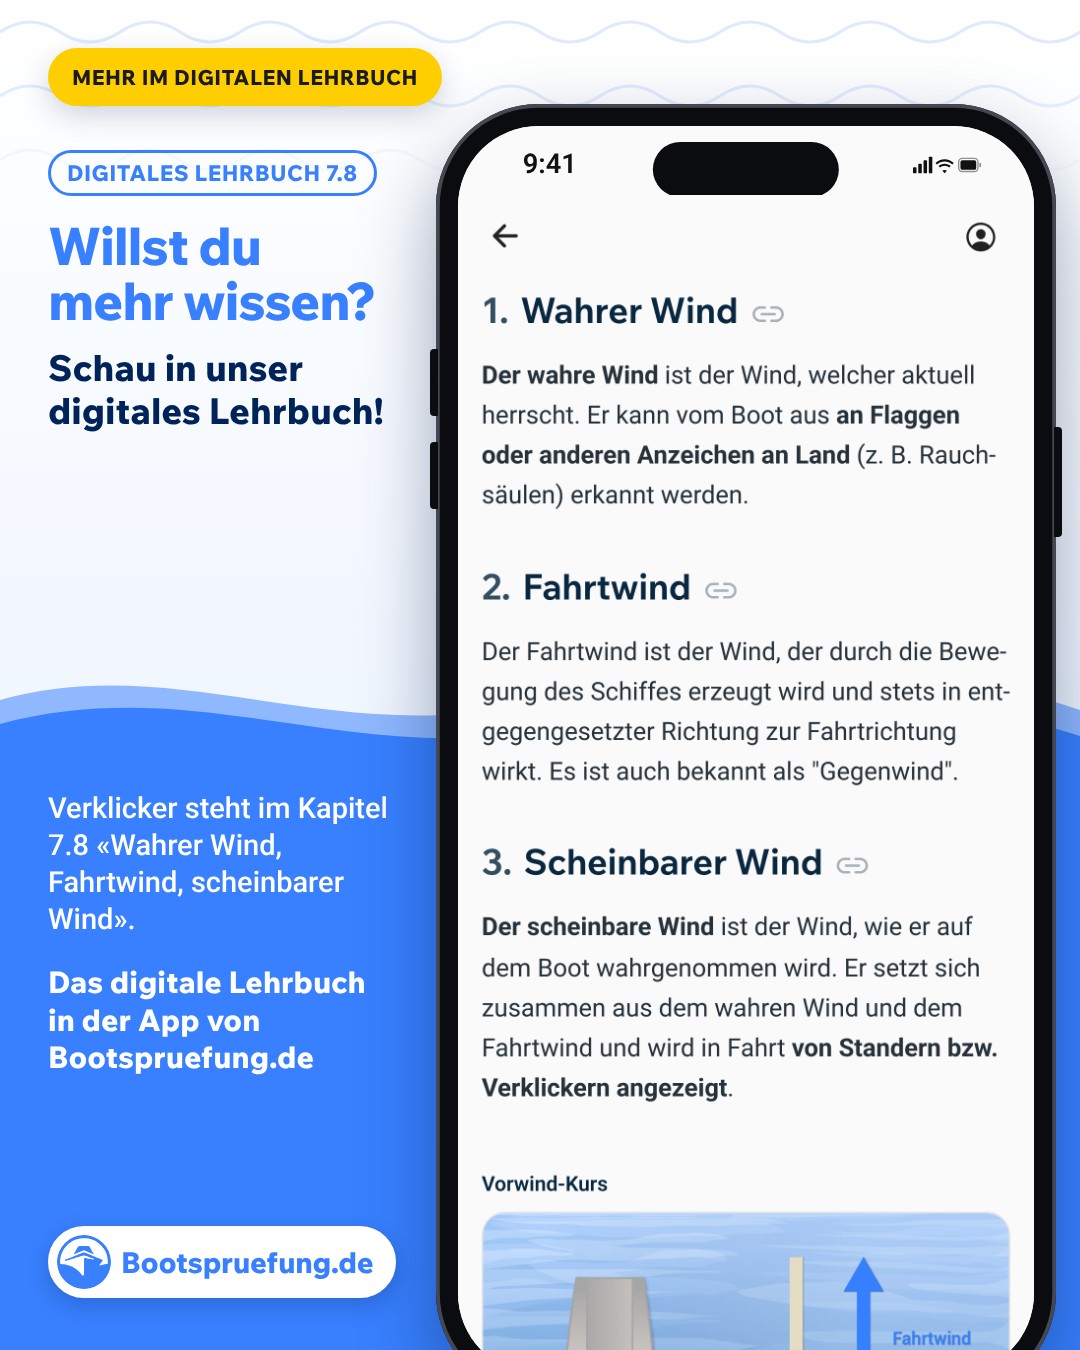 MEHR IM DIGITALEN LEHRBUCH
DIGITALES LEHRBUCH 7.8
Willst du
mehr wissen?
Schau in unser
digitales Lehrbuch!
Verklicker steht im Kapitel
7.8 «Wahrer Wind,
Fahrtwind, scheinbarer
Wind».
Das digitale Lehrbuch
in der App von
Bootspruefung.de
Bootspruefung.de
9:41
1. Wahrer Wind
Der wahre Wind ist der Wind, welcher aktuell
herrscht. Er kann vom Boot aus an Flaggen
oder anderen Anzeichen an Land (z. B. Rauch-
säulen) erkannt werden.
2. Fahrtwind
Der Fahrtwind ist der Wind, der durch die Bewe-
gung des Schiffes erzeugt wird und stets in ent-
gegengesetzter Richtung zur Fahrtrichtung
wirkt. Es ist auch bekannt als "Gegenwind".
3. Scheinbarer Wind
Der scheinbare Wind ist der Wind, wie er auf
dem Boot wahrgenommen wird. Er setzt sich
zusammen aus dem wahren Wind und dem
Fahrtwind und wird in Fahrt von Standern bzw.
Verklickern angezeigt.
Vorwind-Kurs
Fahrtwind